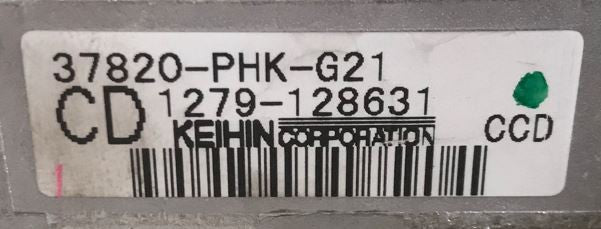 37820-PHK-G21
CD 1279-128631
KEIHIN CORPORATION CCD